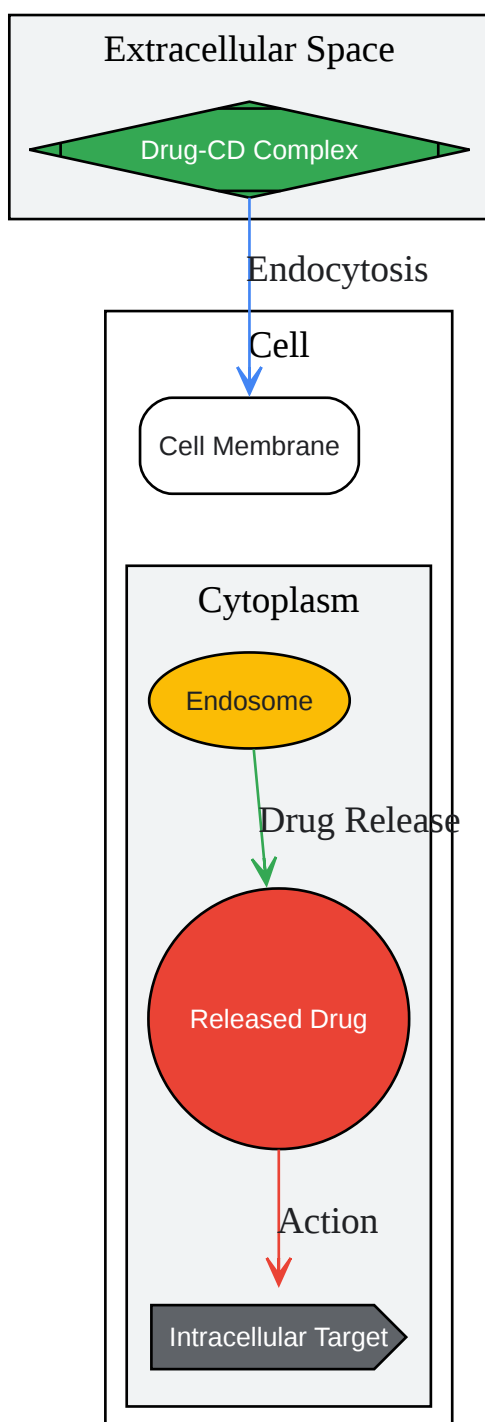 Extracellular Space
Drug-CD Complex
Endocytosis
Cell
Cell Membrane
Cytoplasm
Endosome
Drug Release
Released Drug
Action
Intracellular Target